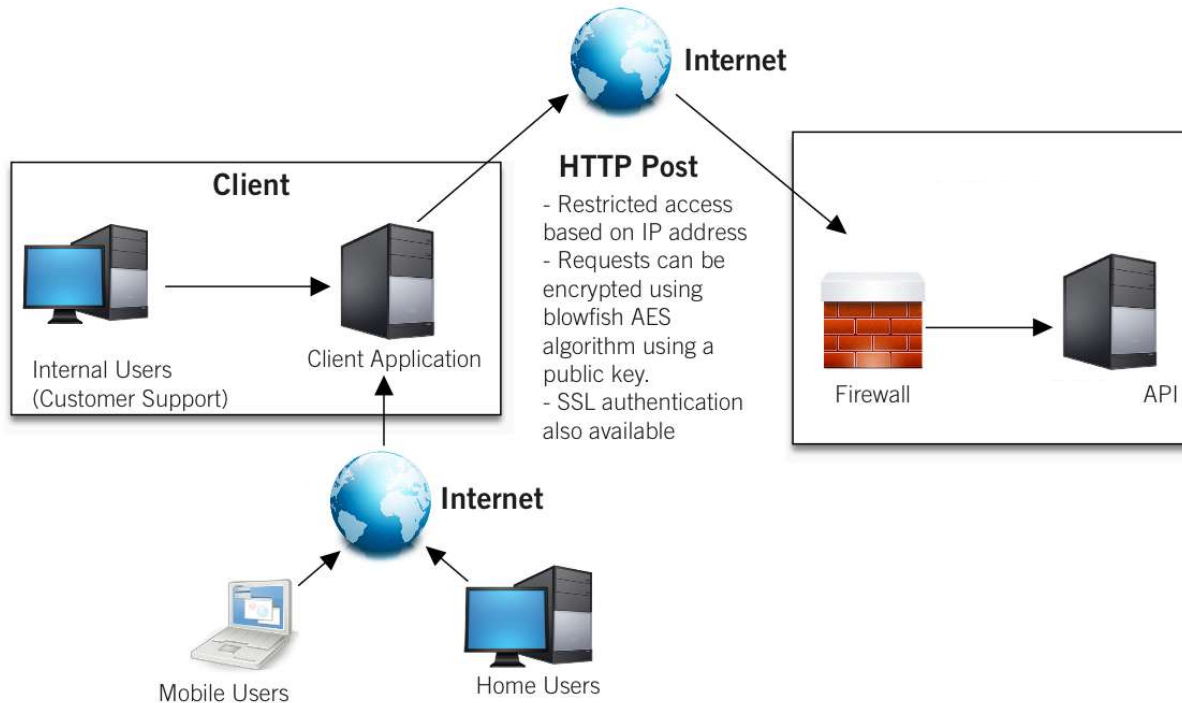 Internet
Client
HTTP Post
- Restricted access
based on IP address
- Requests can be
encrypted using
blowfish AES
algorithm using a
public key.
- SSL authentication
also available
Internal Users
(Customer Support)
Client Application
Firewall
API
Internet
Mobile Users
Home Users